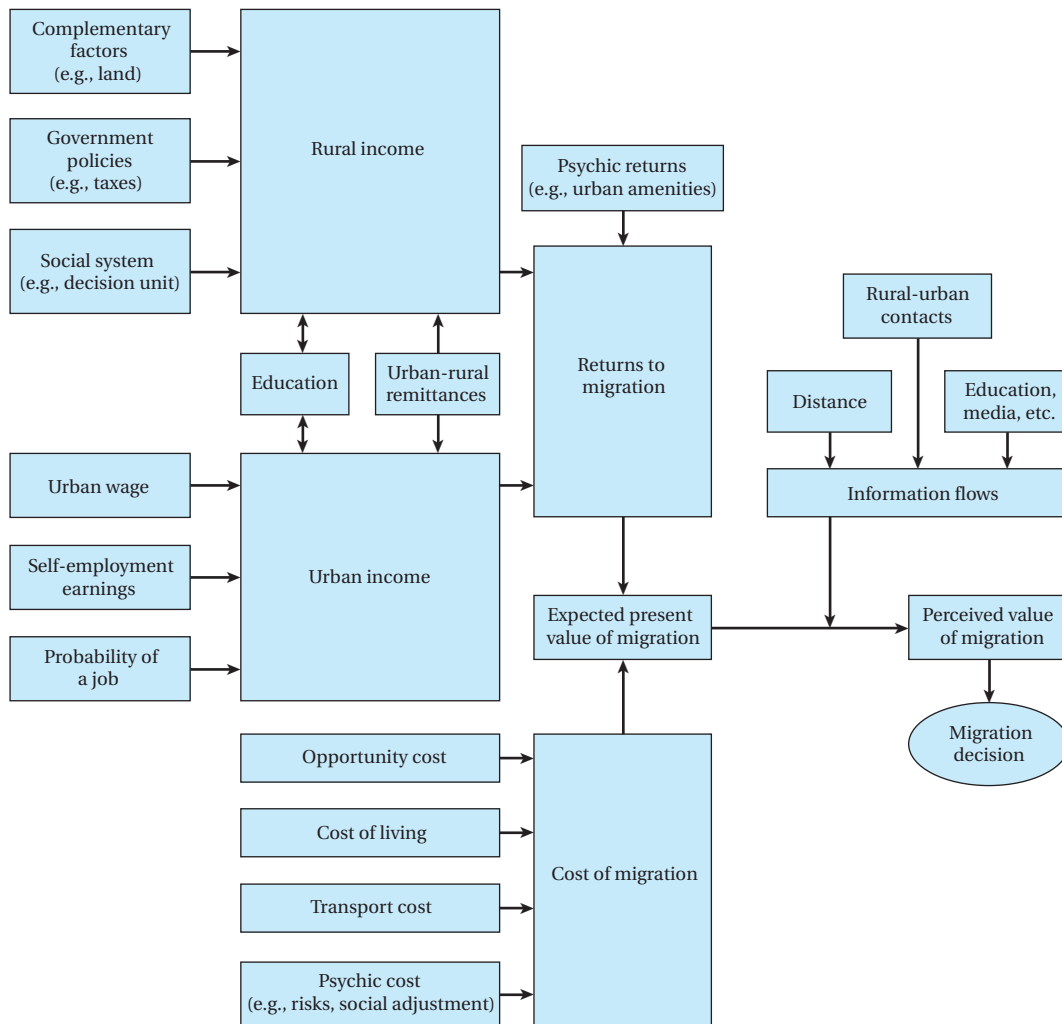 Complementary
factors
(e.g., land)
Government
policies
(e.g., taxes)
Social system
(e.g., decision unit)
Rural income
Psychic returns
(e.g., urban amenities)
Education
Urban-rural
remittances
Returns to
migration
Rural-urban
contacts
Distance
Education,
media, etc.
Information flows
Urban wage
Self-employment
earnings
Probability of
a job
Urban income
Expected present
value of migration
Perceived value
of migration
Migration
decision
Opportunity cost
Cost of living
Transport cost
Psychic cost
(e.g., risks, social adjustment)
Cost of migration